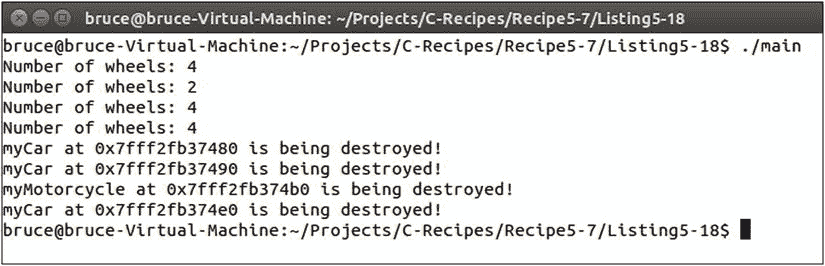 bruce@bruce-Virtual-Machine: ~/Projects/C-Recipes/Recipe5-7/Listing5-18
bruce@bruce-Virtual-Machine:~/Projects/C-Recipes/Recipe5-7/Listing5-18$ ./main
Number of wheels: 4
Number of wheels: 2
Number of wheels: 4
Number of wheels: 4
myCar at 0x7fff2fb37480 is being destroyed!
myCar at 0x7fff2fb37490 is being destroyed!
myMotorcycle at 0x7fff2fb374b0 is being destroyed!
myCar at 0x7fff2fb374e0 is being destroyed!
bruce@bruce-Virtual-Machine:~/Projects/C-Recipes/Recipe5-7/Listing5-18$